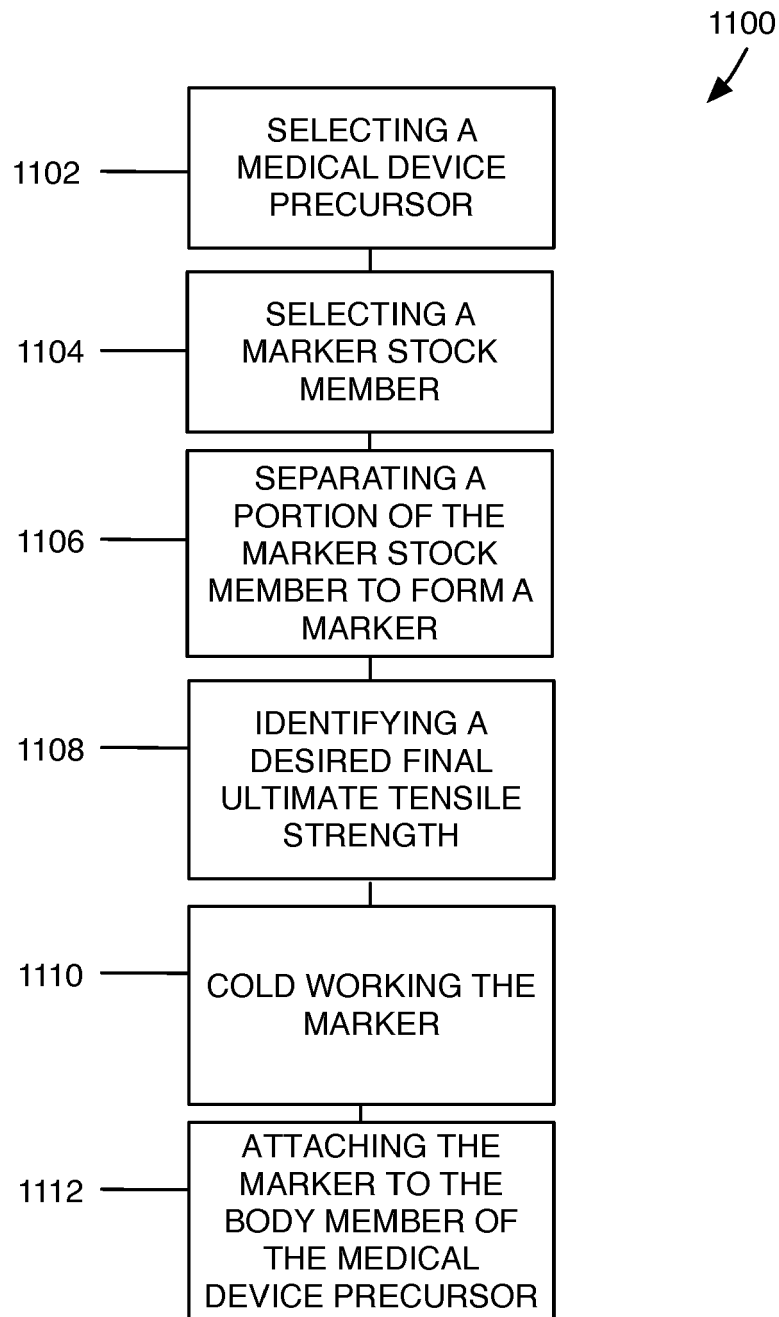 1100
1102
SELECTING A
MEDICAL DEVICE
PRECURSOR
1104
SELECTING A
MARKER STOCK
MEMBER
1106
SEPARATING A
PORTION OF THE
MARKER STOCK
MEMBER TO FORM A
MARKER
1108
IDENTIFYING A
DESIRED FINAL
ULTIMATE TENSILE
STRENGTH
1110
COLD WORKING THE
MARKER
1112
ATTACHING THE
MARKER TO THE
BODY MEMBER OF
THE MEDICAL
DEVICE PRECURSOR